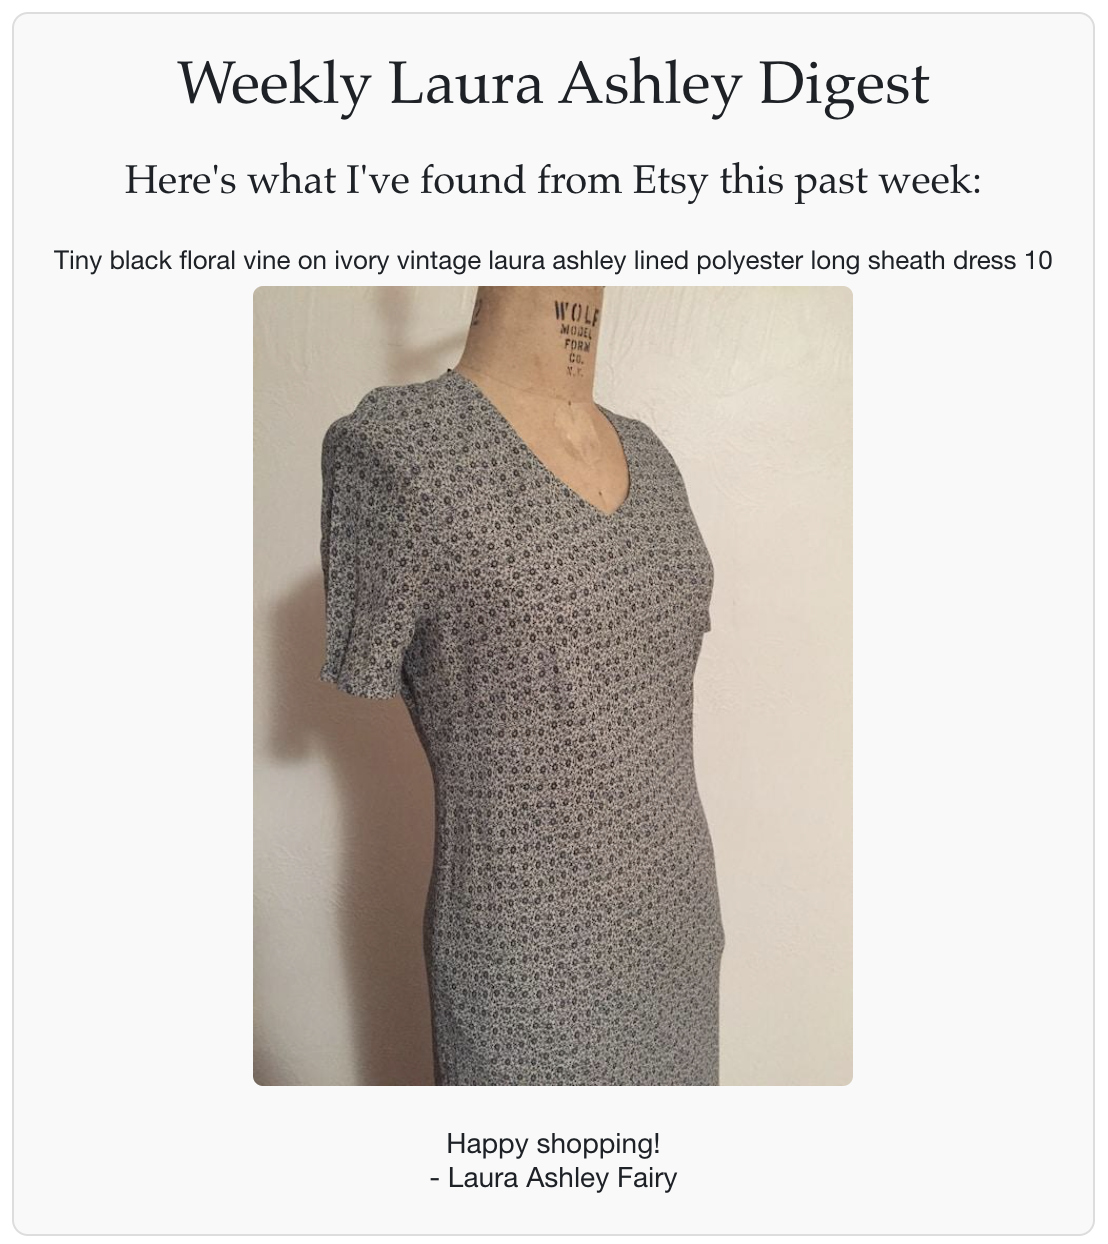 Weekly Laura Ashley Digest
Here's what I've found from Etsy this past week:
Tiny black floral vine on ivory vintage laura ashley lined polyester long sheath dress 10
2
WOLF
MODEL
FORM
CO.
N.Y.
Happy shopping!
- Laura Ashley Fairy